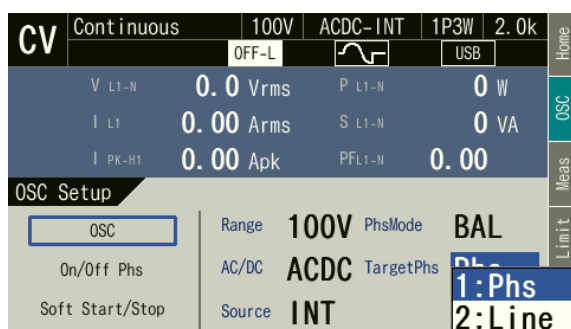 CV Continuous 100V ACDC-INT 1P3W 2.0k
OFF-L USB
Home
V L1-N 0.0 Vrms P L1-N 0 W
I L1 0.00 Arms S L1-N 0 VA
OSC
I PK-H1 0.00 Apk PFL1-N 0.00
Meas
OSC Setup
OSC Range 100V PhsMode BAL
Limit
On/Off Phs AC/DC ACDC TargetPhs
1:Phs
Soft Start/Stop Source INT 2:Line